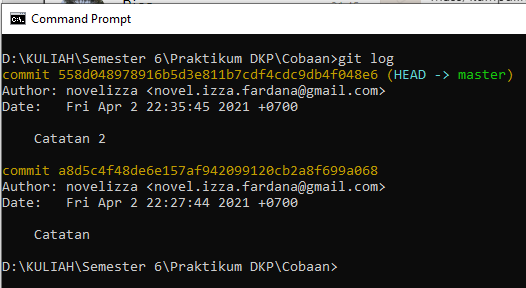 Command Prompt
D:\KULIAH\Semester 6\Praktikum DKP\Cobaan>git log
commit 558d048978916b5d3e811b7cdf4cdc9db4f048e6 (HEAD -> master)
Author: novelizza <novel.izza.fardana@gmail.com>
Date:   Fri Apr 2 22:35:45 2021 +0700
    Catatan 2
commit a8d5c4f48de6e157af942099120cb2a8f699a068
Author: novelizza <novel.izza.fardana@gmail.com>
Date:   Fri Apr 2 22:27:44 2021 +0700
    Catatan
D:\KULIAH\Semester 6\Praktikum DKP\Cobaan>